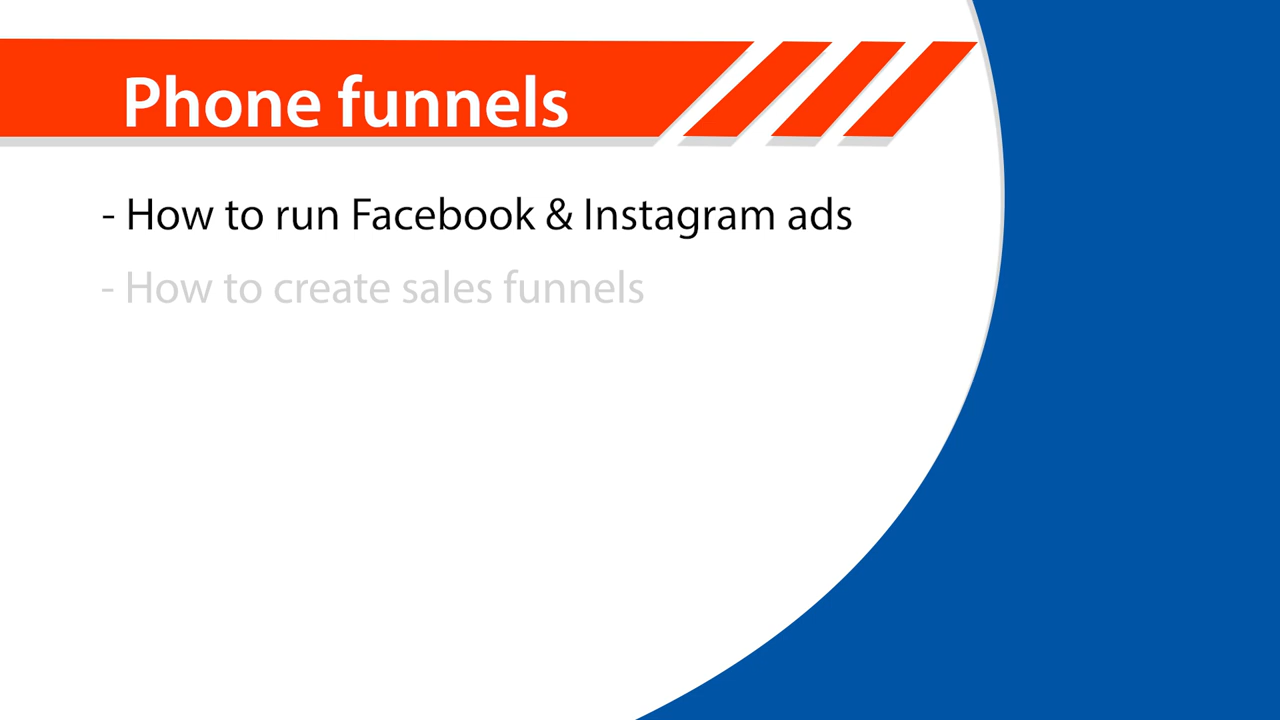 Phone funnels
- How to run Facebook & Instagram ads
- How to create sales funnels